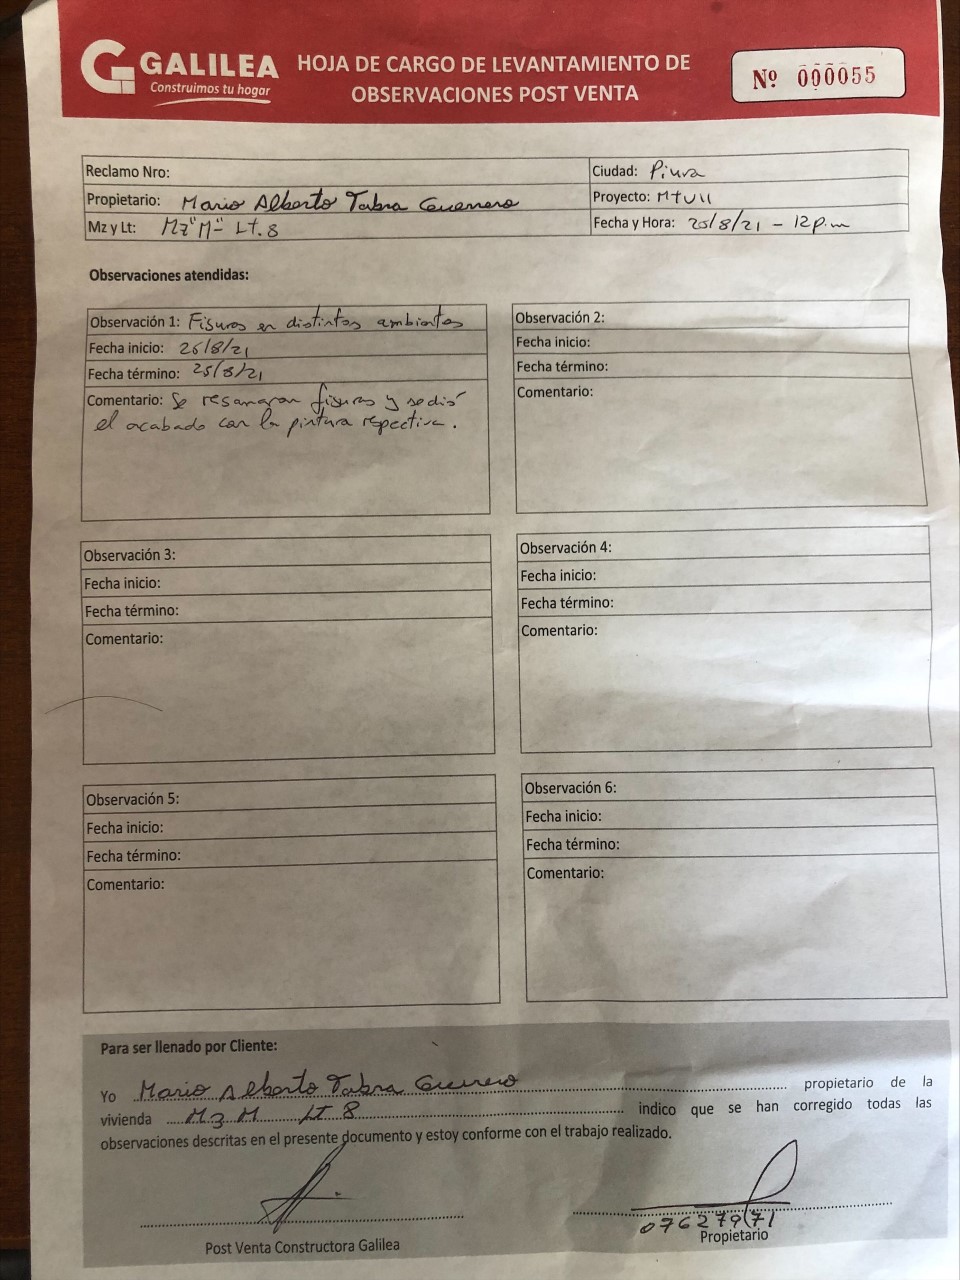 GALILEA
Construimos tu hogar
HOJA DE CARGO DE LEVANTAMIENTO DE
OBSERVACIONES POST VENTA
Nº 000055
Reclamo Nro:
Ciudad: Piura
Propietario: Mario Alberto Tabra Guerrero
Proyecto: MTVII
Mz y Lt: Mz "M" Lt. 8
Fecha y Hora: 25/8/21 - 12 p.m
Observaciones atendidas:
Observación 1: Fisuras en distintos ambientes
Fecha inicio: 26/8/21
Fecha término: 25/8/21
Comentario: Se resanaron fisuras y se dio
el acabado con la pintura respectiva.
Observación 2:
Fecha inicio:
Fecha término:
Comentario:
Observación 3:
Fecha inicio:
Fecha término:
Comentario:
Observación 4:
Fecha inicio:
Fecha término:
Comentario:
Observación 5:
Fecha inicio:
Fecha término:
Comentario:
Observación 6:
Fecha inicio:
Fecha término:
Comentario:
Para ser llenado por Cliente:
Yo Mario Alberto Tabra Guerrero propietario de la
vivienda Mz M Lt 8 indico que se han corregido todas las
observaciones descritas en el presente documento y estoy conforme con el trabajo realizado.
07627971
Post Venta Constructora Galilea
Propietario